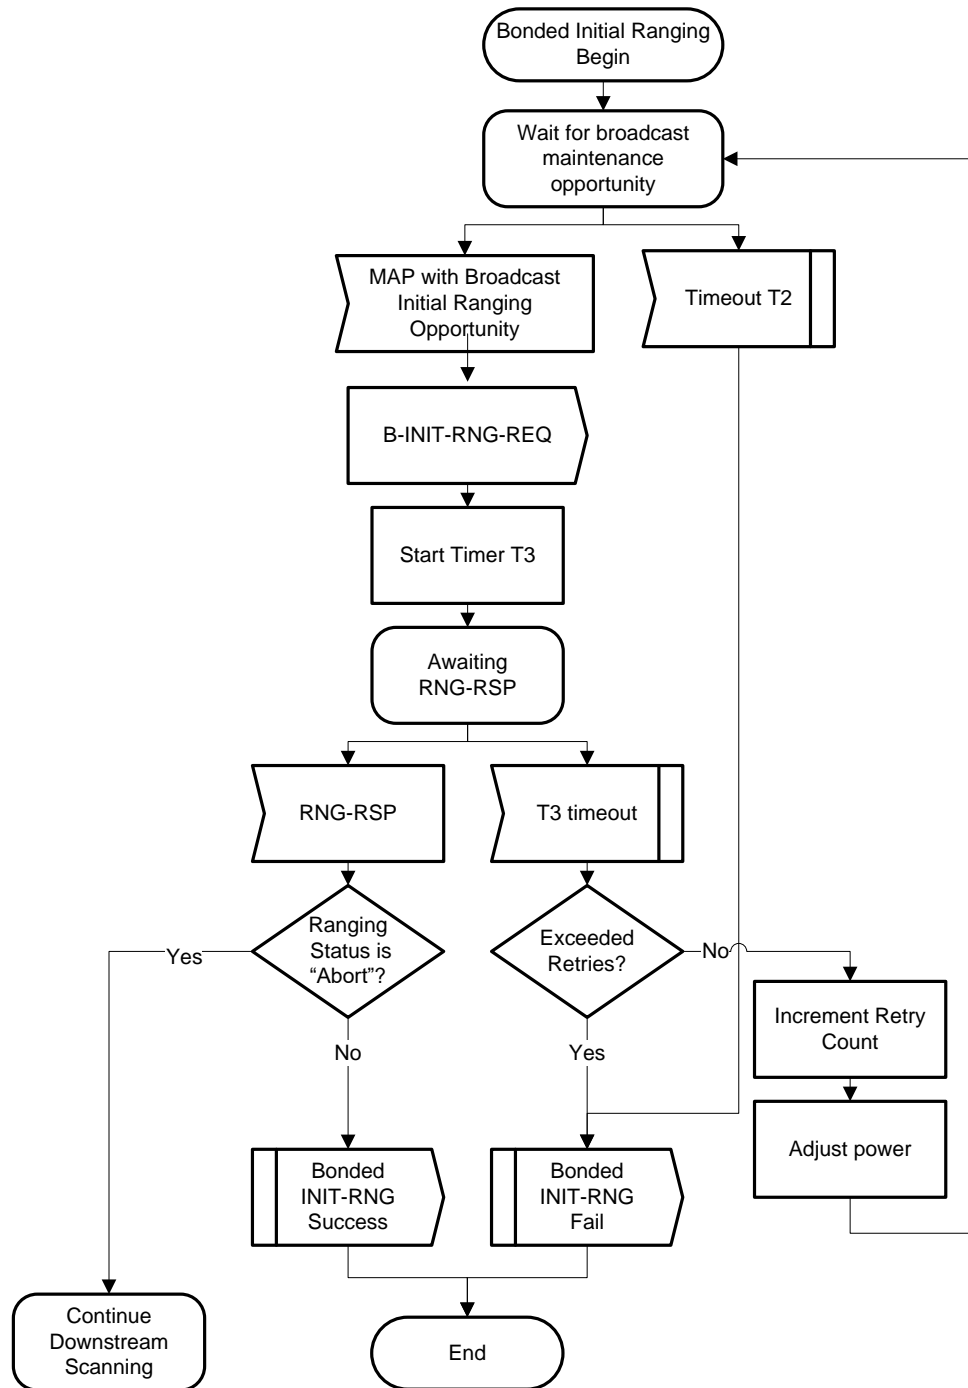 Bonded Initial Ranging
Begin
Wait for broadcast
maintenance
opportunity
MAP with Broadcast
Initial Ranging
Opportunity
Timeout T2
B-INIT-RNG-REQ
Start Timer T3
Awaiting
RNG-RSP
RNG-RSP
T3 timeout
Ranging
Status is
“Abort”?
Yes
Exceeded
Retries?
No
Increment Retry
Count
No
Yes
Adjust power
Bonded
INIT-RNG
Success
Bonded
INIT-RNG
Fail
Continue
Downstream
Scanning
End